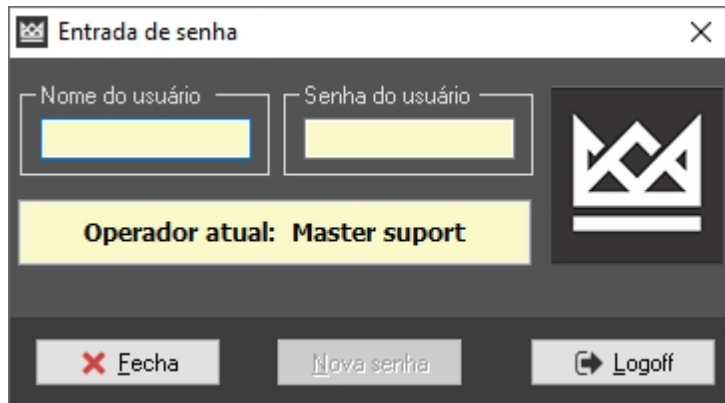 Entrada de senha
Nome do usuário
Senha do usuário
Operador atual: Master suport
Fecha
Nova senha
Logoff